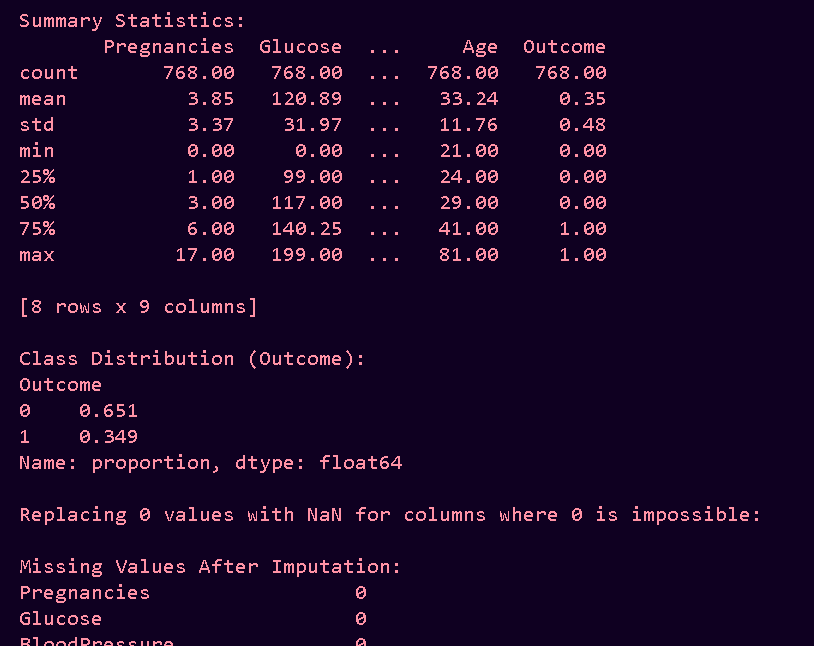 Summary Statistics:
       Pregnancies  Glucose  ...     Age  Outcome
count       768.00   768.00  ...  768.00   768.00
mean          3.85   120.89  ...   33.24     0.35
std           3.37    31.97  ...   11.76     0.48
min           0.00     0.00  ...   21.00     0.00
25%           1.00    99.00  ...   24.00     0.00
50%           3.00   117.00  ...   29.00     0.00
75%           6.00   140.25  ...   41.00     1.00
max          17.00   199.00  ...   81.00     1.00
[8 rows x 9 columns]
Class Distribution (Outcome):
Outcome
0    0.651
1    0.349
Name: proportion, dtype: float64
Replacing 0 values with NaN for columns where 0 is impossible:
Missing Values After Imputation:
Pregnancies                 0
Glucose                     0
BloodPressure               0